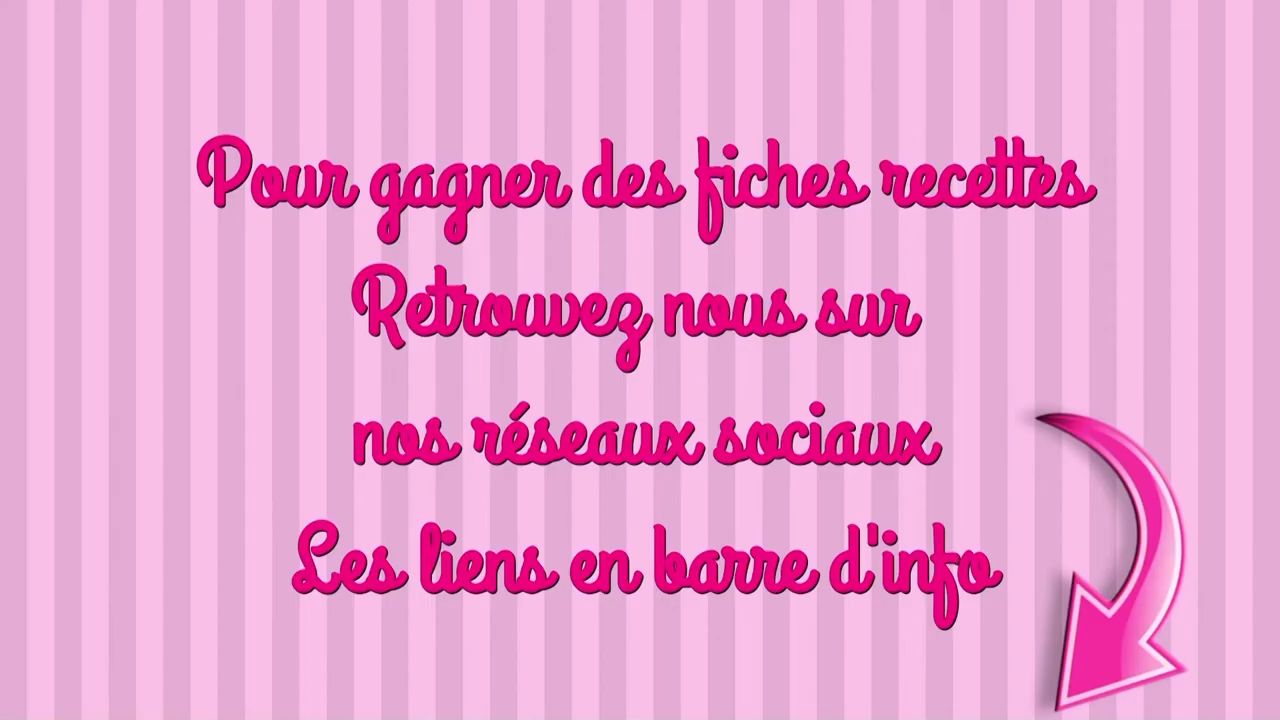 Pour gagner des fiches recettes
Retrouvez nous sur
nos réseaux sociaux
Les liens en barre d'info